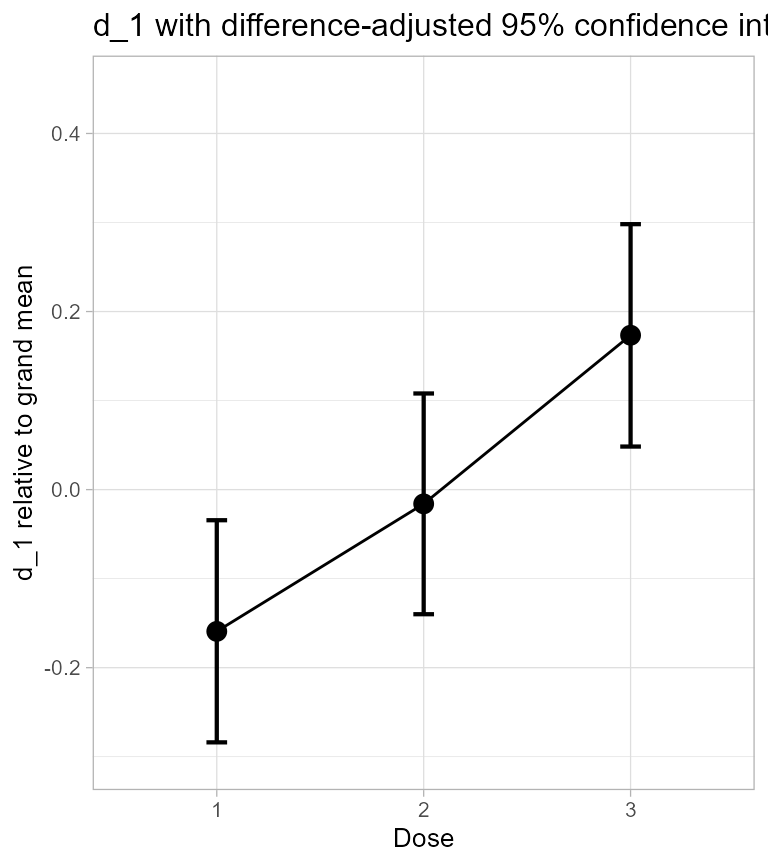 d_1 with difference-adjusted 95% confidence int
0.4
0.2
0.0
-0.2
d_1 relative to grand mean
1 2 3
Dose